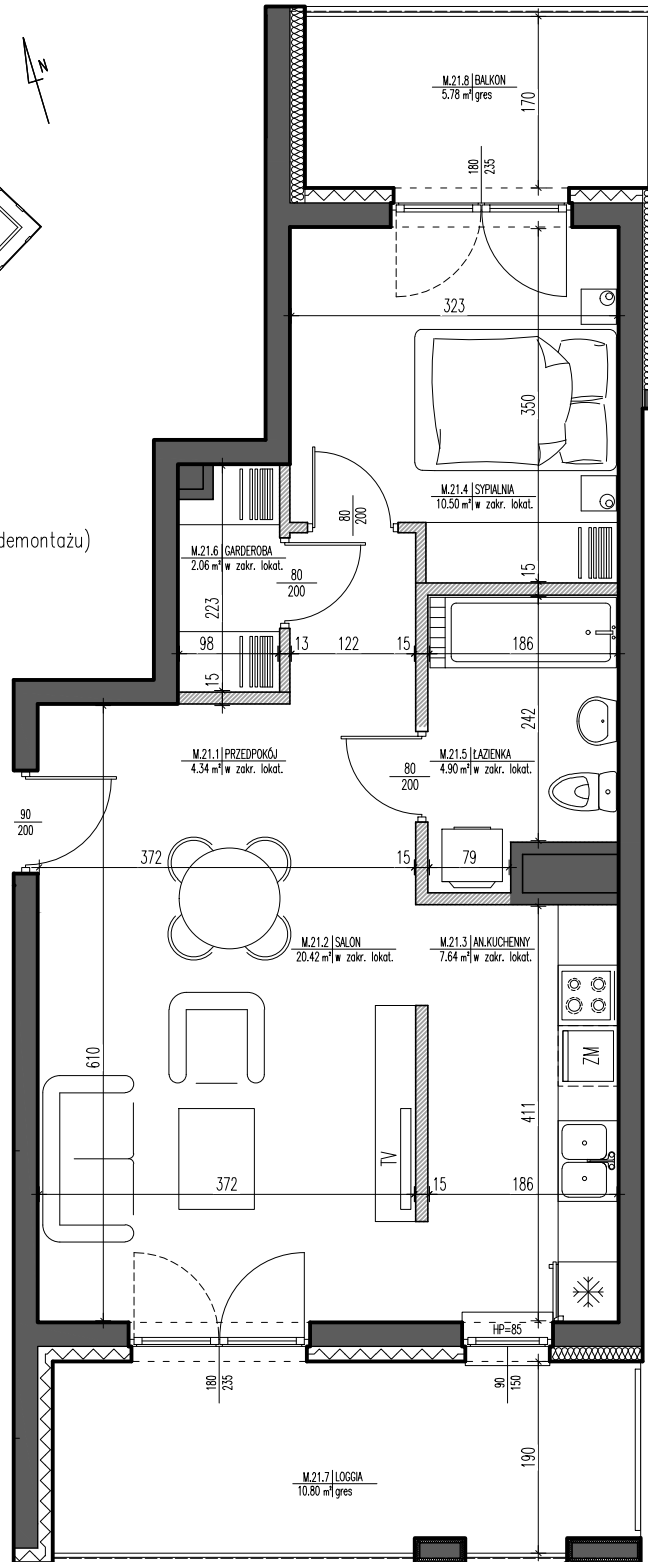 N
M.21.8 BALKON
5.78 m² gres
170
180
235
323
350
M.21.4 SYPIALNIA
10.50 m² w zakr. lokat.
80
200
demontażu)
M.21.6 GARDEROBA
2.06 m² w zakr. lokat.
80
200
15
223
98
13
122
15
186
15
242
M.21.1 PRZEDPOKÓJ
4.34 m² w zakr. lokat.
M.21.5 ŁAZIENKA
4.90 m² w zakr. lokat.
80
200
90
200
372
15
79
M.21.2 SALON
20.42 m² w zakr. lokat.
M.21.3 AN.KUCHENNY
7.64 m² w zakr. lokat.
610
ZM
411
TV
372
15
186
HP=85
180
235
90
150
190
M.21.7 LOGGIA
10.80 m² gres